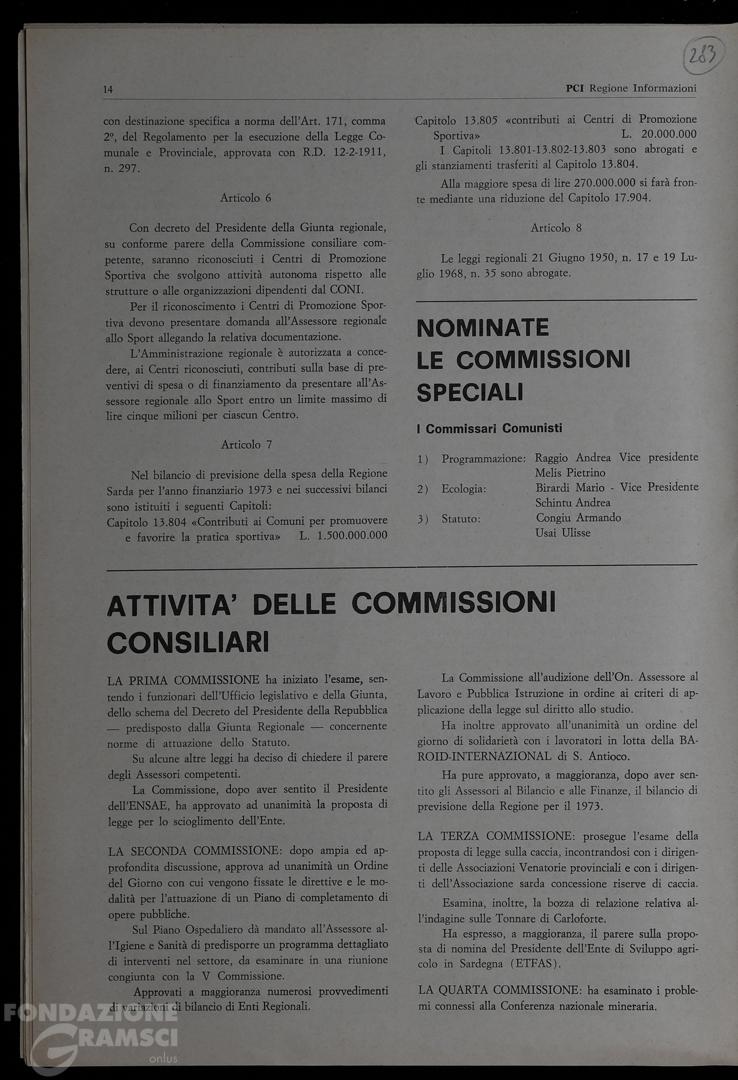 283
14
PCI Regione Informazioni
con destinazione specifica a norma dell'Art. 171, comma
2º, del Regolamento per la esecuzione della Legge Co-
munale e Provinciale, approvata con R.D. 12-2-1911,
n. 297.
Articolo 6
Con decreto del Presidente della Giunta regionale,
su conforme parere della Commissione consiliare com-
petente, saranno riconosciuti i Centri di Promozione
Sportiva che svolgono attività autonoma rispetto alle
strutture o alle organizzazioni dipendenti dal CONI.
Per il riconoscimento i Centri di Promozione Spor-
tiva devono presentare domanda all'Assessore regionale
allo Sport allegando la relativa documentazione.
L'Amministrazione regionale è autorizzata a conce-
dere, ai Centri riconosciuti, contributi sulla base di pre-
ventivi di spesa o di finanziamento da presentare all'As-
sessore regionale allo Sport entro un limite massimo di
lire cinque milioni per ciascun Centro.
Articolo 7
Nel bilancio di previsione della spesa della Regione
Sarda per l'anno finanziario 1973 e nei successivi bilanci
sono istituiti i seguenti Capitoli:
Capitolo 13.804 «Contributi ai Comuni per promuovere
e favorire la pratica sportiva» L. 1.500.000.000
Capitolo 13.805 «contributi ai Centri di Promozione
Sportiva» L. 20.000.000
I Capitoli 13.801-13.802-13.803 sono abrogati e
gli stanziamenti trasferiti al Capitolo 13.804.
Alla maggiore spesa di lire 270.000.000 si farà fron-
te mediante una riduzione del Capitolo 17.904.
Articolo 8
Le leggi regionali 21 Giugno 1950, n. 17 e 19 Lu-
glio 1968, n. 35 sono abrogate.
NOMINATE
LE COMMISSIONI
SPECIALI
I Commissari Comunisti
1) Programmazione: Raggio Andrea Vice presidente
Melis Pietrino
2) Ecologia: Birardi Mario - Vice Presidente
Schintu Andrea
3) Statuto: Congiu Armando
Usai Ulisse
ATTIVITA' DELLE COMMISSIONI
CONSILIARI
LA PRIMA COMMISSIONE ha iniziato l'esame, sen-
tendo i funzionari dell'Ufficio legislativo e della Giunta,
dello schema del Decreto del Presidente della Repubblica
— predisposto dalla Giunta Regionale — concernente
norme di attuazione dello Statuto.
Su alcune altre leggi ha deciso di chiedere il parere
degli Assessori competenti.
La Commissione, dopo aver sentito il Presidente
dell'ENSAE, ha approvato ad unanimità la proposta di
legge per lo scioglimento dell'Ente.
LA SECONDA COMMISSIONE: dopo ampia ed ap-
profondita discussione, approva ad unanimità un Ordine
del Giorno con cui vengono fissate le direttive e le mo-
dalità per l'attuazione di un Piano di completamento di
opere pubbliche.
Sul Piano Ospedaliero dà mandato all'Assessore al-
l'Igiene e Sanità di predisporre un programma dettagliato
di interventi nel settore, da esaminare in una riunione
congiunta con la V Commissione.
Approvati a maggioranza numerosi provvedimenti
di variazioni di bilancio di Enti Regionali.
La Commissione all'audizione dell'On. Assessore al
Lavoro e Pubblica Istruzione in ordine ai criteri di ap-
plicazione della legge sul diritto allo studio.
Ha inoltre approvato all'unanimità un ordine del
giorno di solidarietà con i lavoratori in lotta della BA-
ROID-INTERNAZIONAL di S. Antioco.
Ha pure approvato, a maggioranza, dopo aver sen-
tito gli Assessori al Bilancio e alle Finanze, il bilancio di
previsione della Regione per il 1973.
LA TERZA COMMISSIONE: prosegue l'esame della
proposta di legge sulla caccia, incontrandosi con i dirigen-
ti delle Associazioni Venatorie provinciali e con i dirigen-
ti dell'Associazione sarda concessione riserve di caccia.
Esamina, inoltre, la bozza di relazione relativa al-
l'indagine sulle Tonnare di Carloforte.
Ha espresso, a maggioranza, il parere sulla propo-
sta di nomina del Presidente dell'Ente di Sviluppo agri-
colo in Sardegna (ETFAS).
LA QUARTA COMMISSIONE: ha esaminato i proble-
mi connessi alla Conferenza nazionale mineraria.
FONDAZIONE
GRAMSCI
onlus